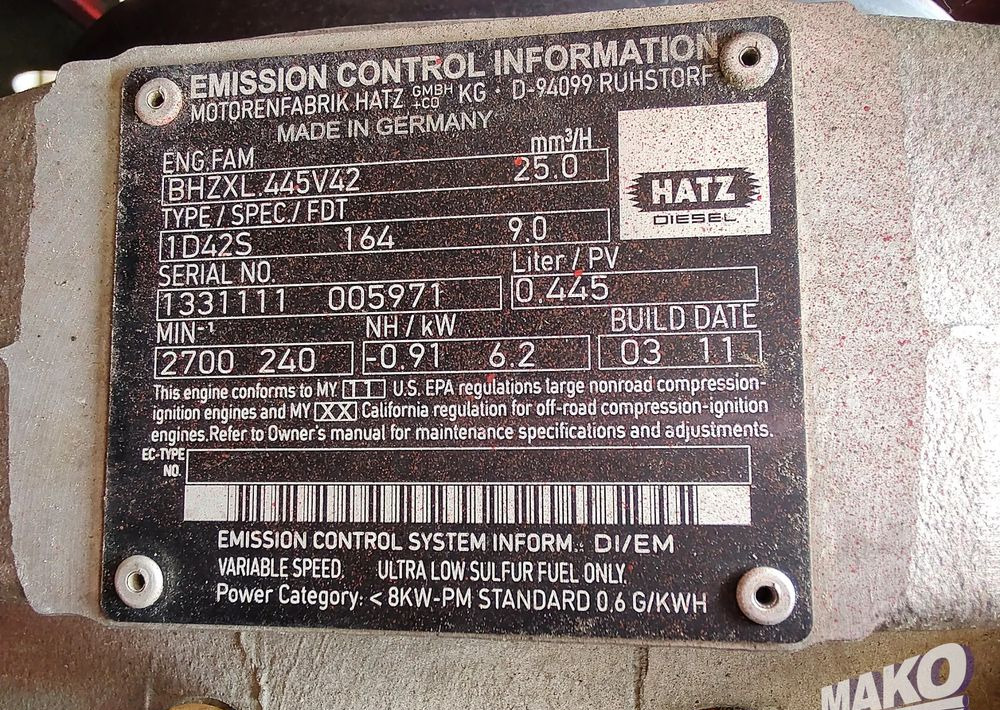 EMISSION CONTROL INFORMATION
MOTORENFABRIK HATZ GMBH +CO KG · D-94099 RUHSTORF
MADE IN GERMANY
ENG.FAM mm³/H
BHZXL.445V42 25.0
HATZ
DIESEL
TYPE / SPEC./ FDT
1D42S 164 9.0
SERIAL NO. Liter / PV
1331111 005971 0.445
MIN-¹ NH / kW BUILD DATE
2700 240 -0.91 6.2 03 11
This engine conforms to MY 11 U.S. EPA regulations large nonroad compression-
ignition engines and MY XX California regulation for off-road compression-ignition
engines.Refer to Owner's manual for maintenance specifications and adjustments.
EC-TYPE
NO.
EMISSION CONTROL SYSTEM INFORM.. DI/EM
VARIABLE SPEED. ULTRA LOW SULFUR FUEL ONLY.
Power Category: < 8KW-PM STANDARD 0.6 G/KWH
MAKO